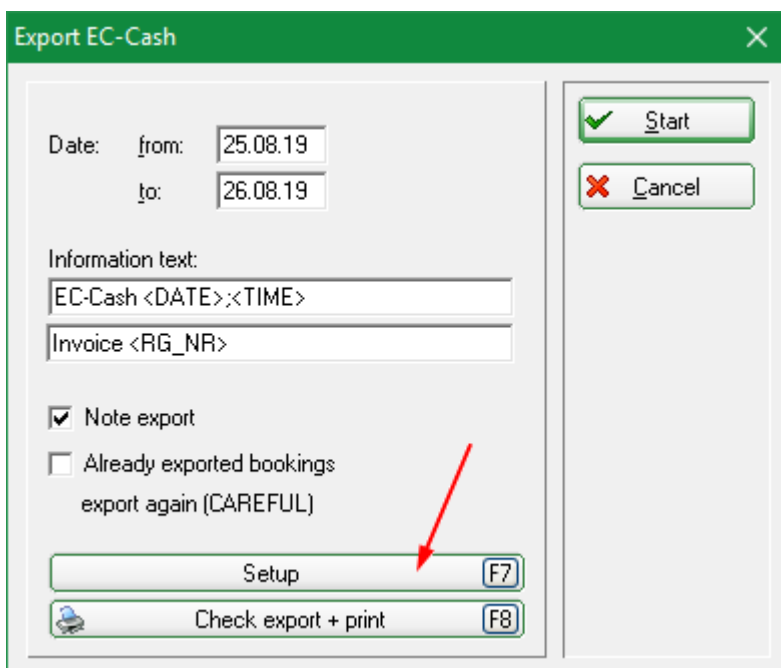 Export EC-Cash
Date: from: 25.08.19
to: 26.08.19
Information text:
EC-Cash <DATE>;<TIME>
Invoice <RG_NR>
Note export
Already exported bookings
export again (CAREFUL)
Setup F7
Check export + print F8
Start
Cancel